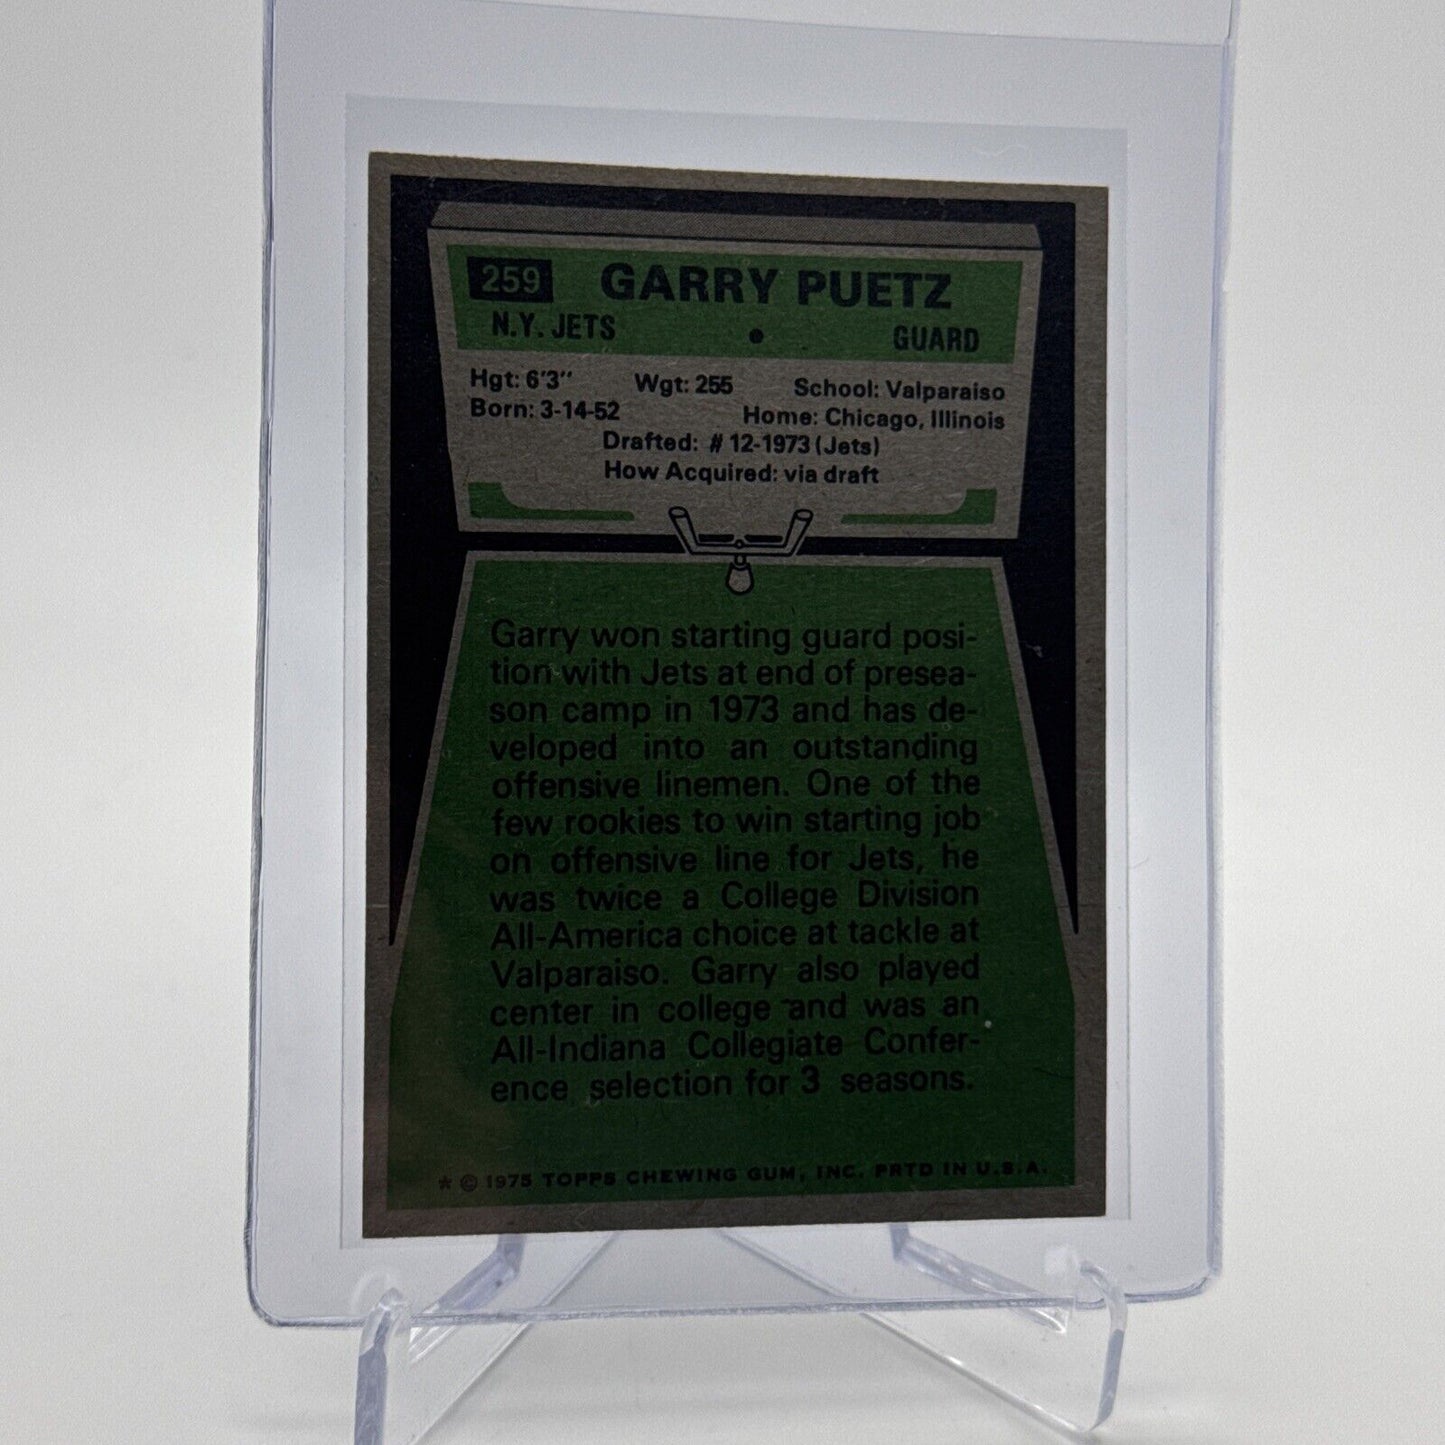 259 GARRY PUETZ
N.Y. JETS • GUARD
Hgt: 6'3" Wgt: 255 School: Valparaiso
Born: 3-14-52 Home: Chicago, Illinois
Drafted: # 12-1973 (Jets)
How Acquired: via draft
Garry won starting guard posi-
tion with Jets at end of presea-
son camp in 1973 and has de-
veloped into an outstanding
offensive linemen. One of the
few rookies to win starting job
on offensive line for Jets, he
was twice a College Division
All-America choice at tackle at
Valparaiso. Garry also played
center in college and was an
All-Indiana Collegiate Confer-
ence selection for 3 seasons.
* © 1975 TOPPS CHEWING GUM, INC. PRTD IN U.S.A.